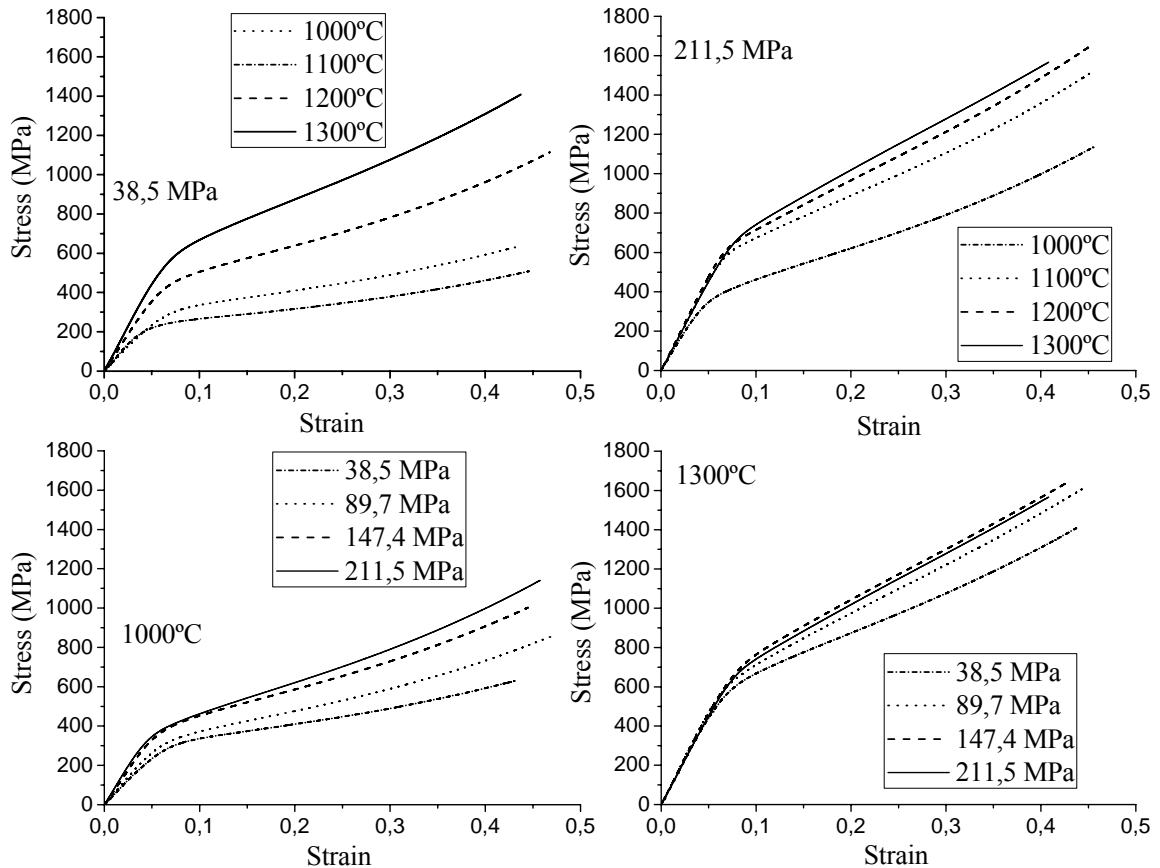 1800
1600
1400
1200
1000
800
600
400
200
0
Stress (MPa)
1000ºC
1100ºC
1200ºC
1300ºC
38,5 MPa
0,0 0,1 0,2 0,3 0,4 0,5
Strain
1800
1600
1400
1200
1000
800
600
400
200
0
Stress (MPa)
211,5 MPa
1000ºC
1100ºC
1200ºC
1300ºC
0,0 0,1 0,2 0,3 0,4 0,5
Strain
1800
1600
1400
1200
1000
800
600
400
200
0
Stress (MPa)
38,5 MPa
89,7 MPa
147,4 MPa
211,5 MPa
1000ºC
0,0 0,1 0,2 0,3 0,4 0,5
Strain
1800
1600
1400
1200
1000
800
600
400
200
0
Stress (MPa)
1300ºC
38,5 MPa
89,7 MPa
147,4 MPa
211,5 MPa
0,0 0,1 0,2 0,3 0,4 0,5
Strain